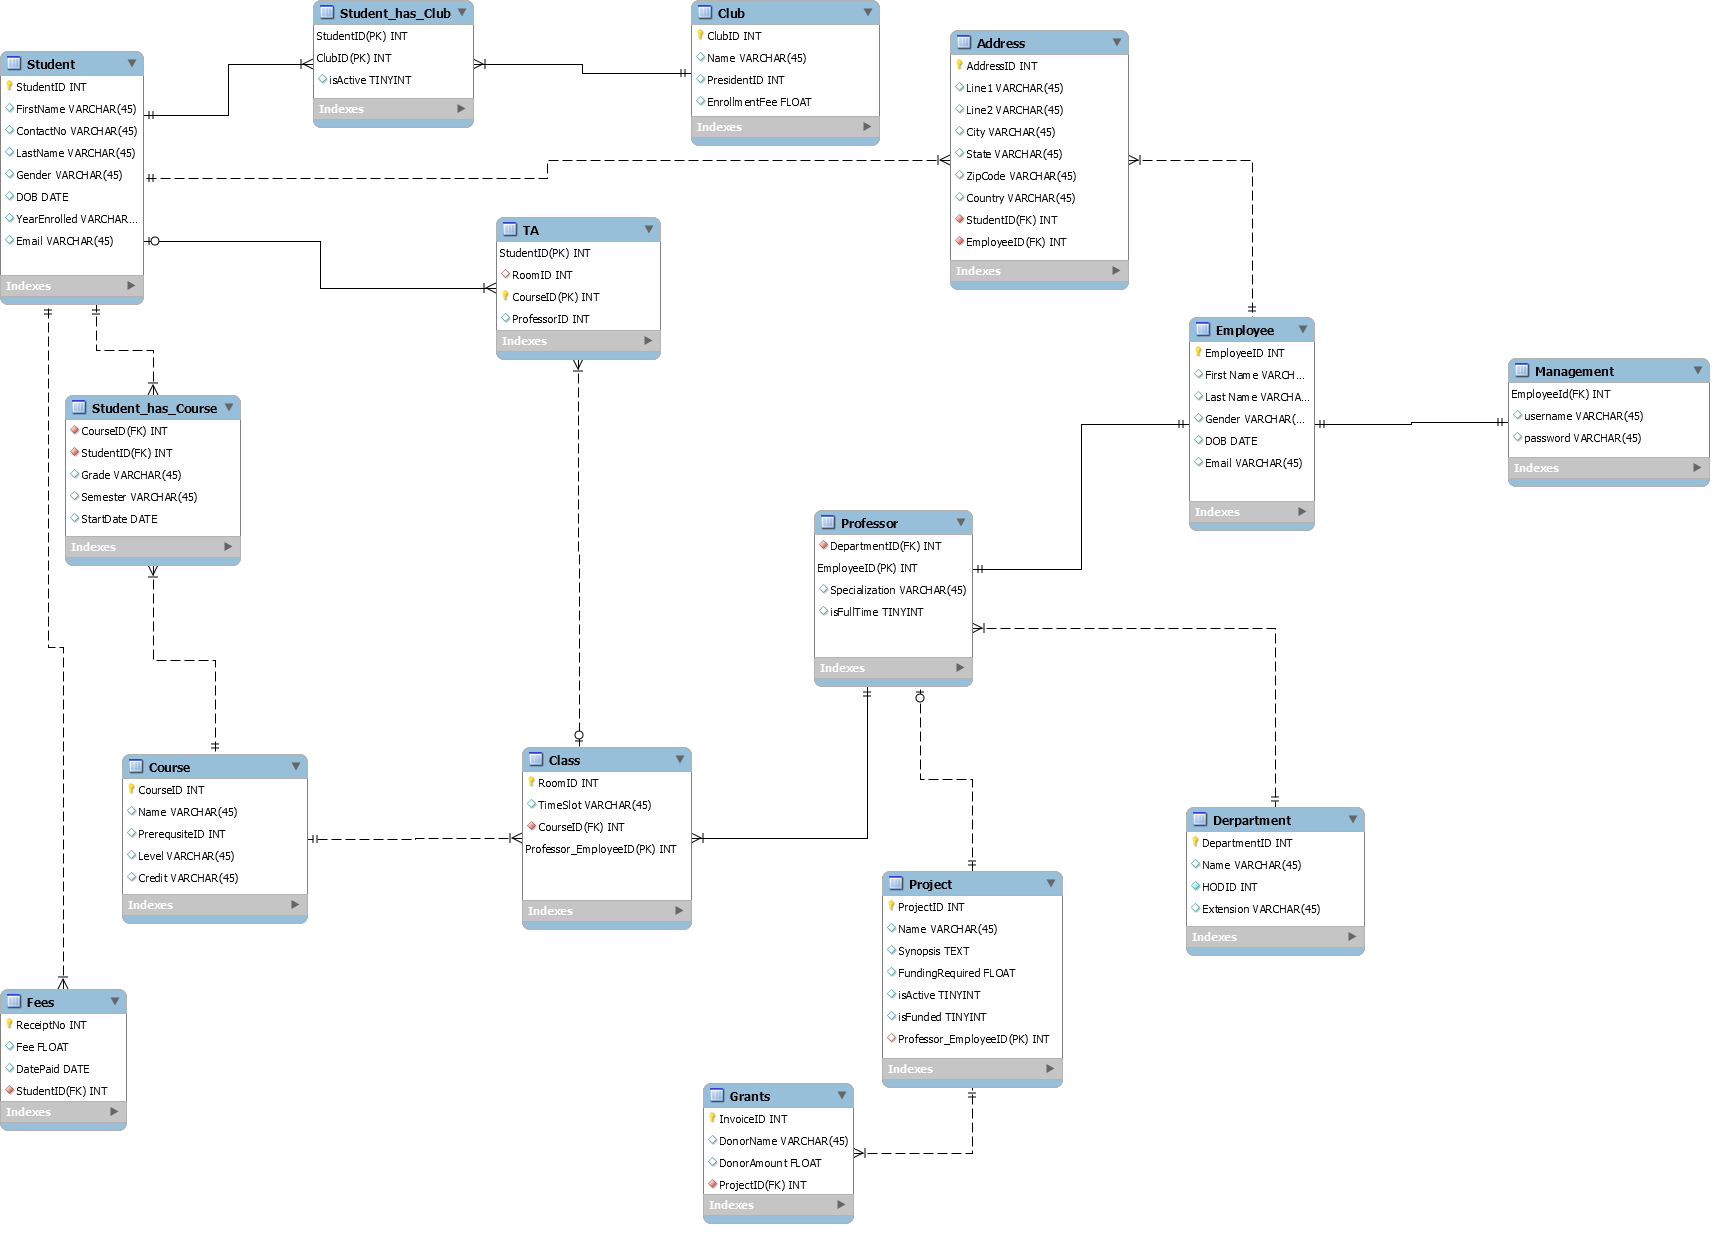 Student_has_Club
StudentID(PK) INT
ClubID(PK) INT
isActive TINYINT
Indexes
Club
ClubID INT
Name VARCHAR(45)
PresidentID INT
EnrollmentFee FLOAT
Indexes
Address
AddressID INT
Line1 VARCHAR(45)
Line2 VARCHAR(45)
City VARCHAR(45)
State VARCHAR(45)
ZipCode VARCHAR(45)
Country VARCHAR(45)
StudentID(FK) INT
EmployeeID(FK) INT
Indexes
Student
StudentID INT
FirstName VARCHAR(45)
ContactNo VARCHAR(45)
LastName VARCHAR(45)
Gender VARCHAR(45)
DOB DATE
YearEnrolled VARCHAR...
Email VARCHAR(45)
Indexes
TA
StudentID(PK) INT
RoomID INT
CourseID(PK) INT
ProfessorID INT
Indexes
Employee
EmployeeID INT
First Name VARCH...
Last Name VARCHA...
Gender VARCHAR(...
DOB DATE
Email VARCHAR(45)
Indexes
Management
EmployeeId(FK) INT
username VARCHAR(45)
password VARCHAR(45)
Indexes
Student_has_Course
CourseID(FK) INT
StudentID(FK) INT
Grade VARCHAR(45)
Semester VARCHAR(45)
StartDate DATE
Indexes
Professor
DepartmentID(FK) INT
EmployeeID(PK) INT
Specialization VARCHAR(45)
isFullTime TINYINT
Indexes
Course
CourseID INT
Name VARCHAR(45)
PrerequsiteID INT
Level VARCHAR(45)
Credit VARCHAR(45)
Indexes
Class
RoomID INT
TimeSlot VARCHAR(45)
CourseID(FK) INT
Professor_EmployeeID(PK) INT
Indexes
Derpartment
DepartmentID INT
Name VARCHAR(45)
HODID INT
Extension VARCHAR(45)
Indexes
Project
ProjectID INT
Name VARCHAR(45)
Synopsis TEXT
FundingRequired FLOAT
isActive TINYINT
isFunded TINYINT
Professor_EmployeeID(PK) INT
Indexes
Fees
ReceiptNo INT
Fee FLOAT
DatePaid DATE
StudentID(FK) INT
Indexes
Grants
InvoiceID INT
DonorName VARCHAR(45)
DonorAmount FLOAT
ProjectID(FK) INT
Indexes